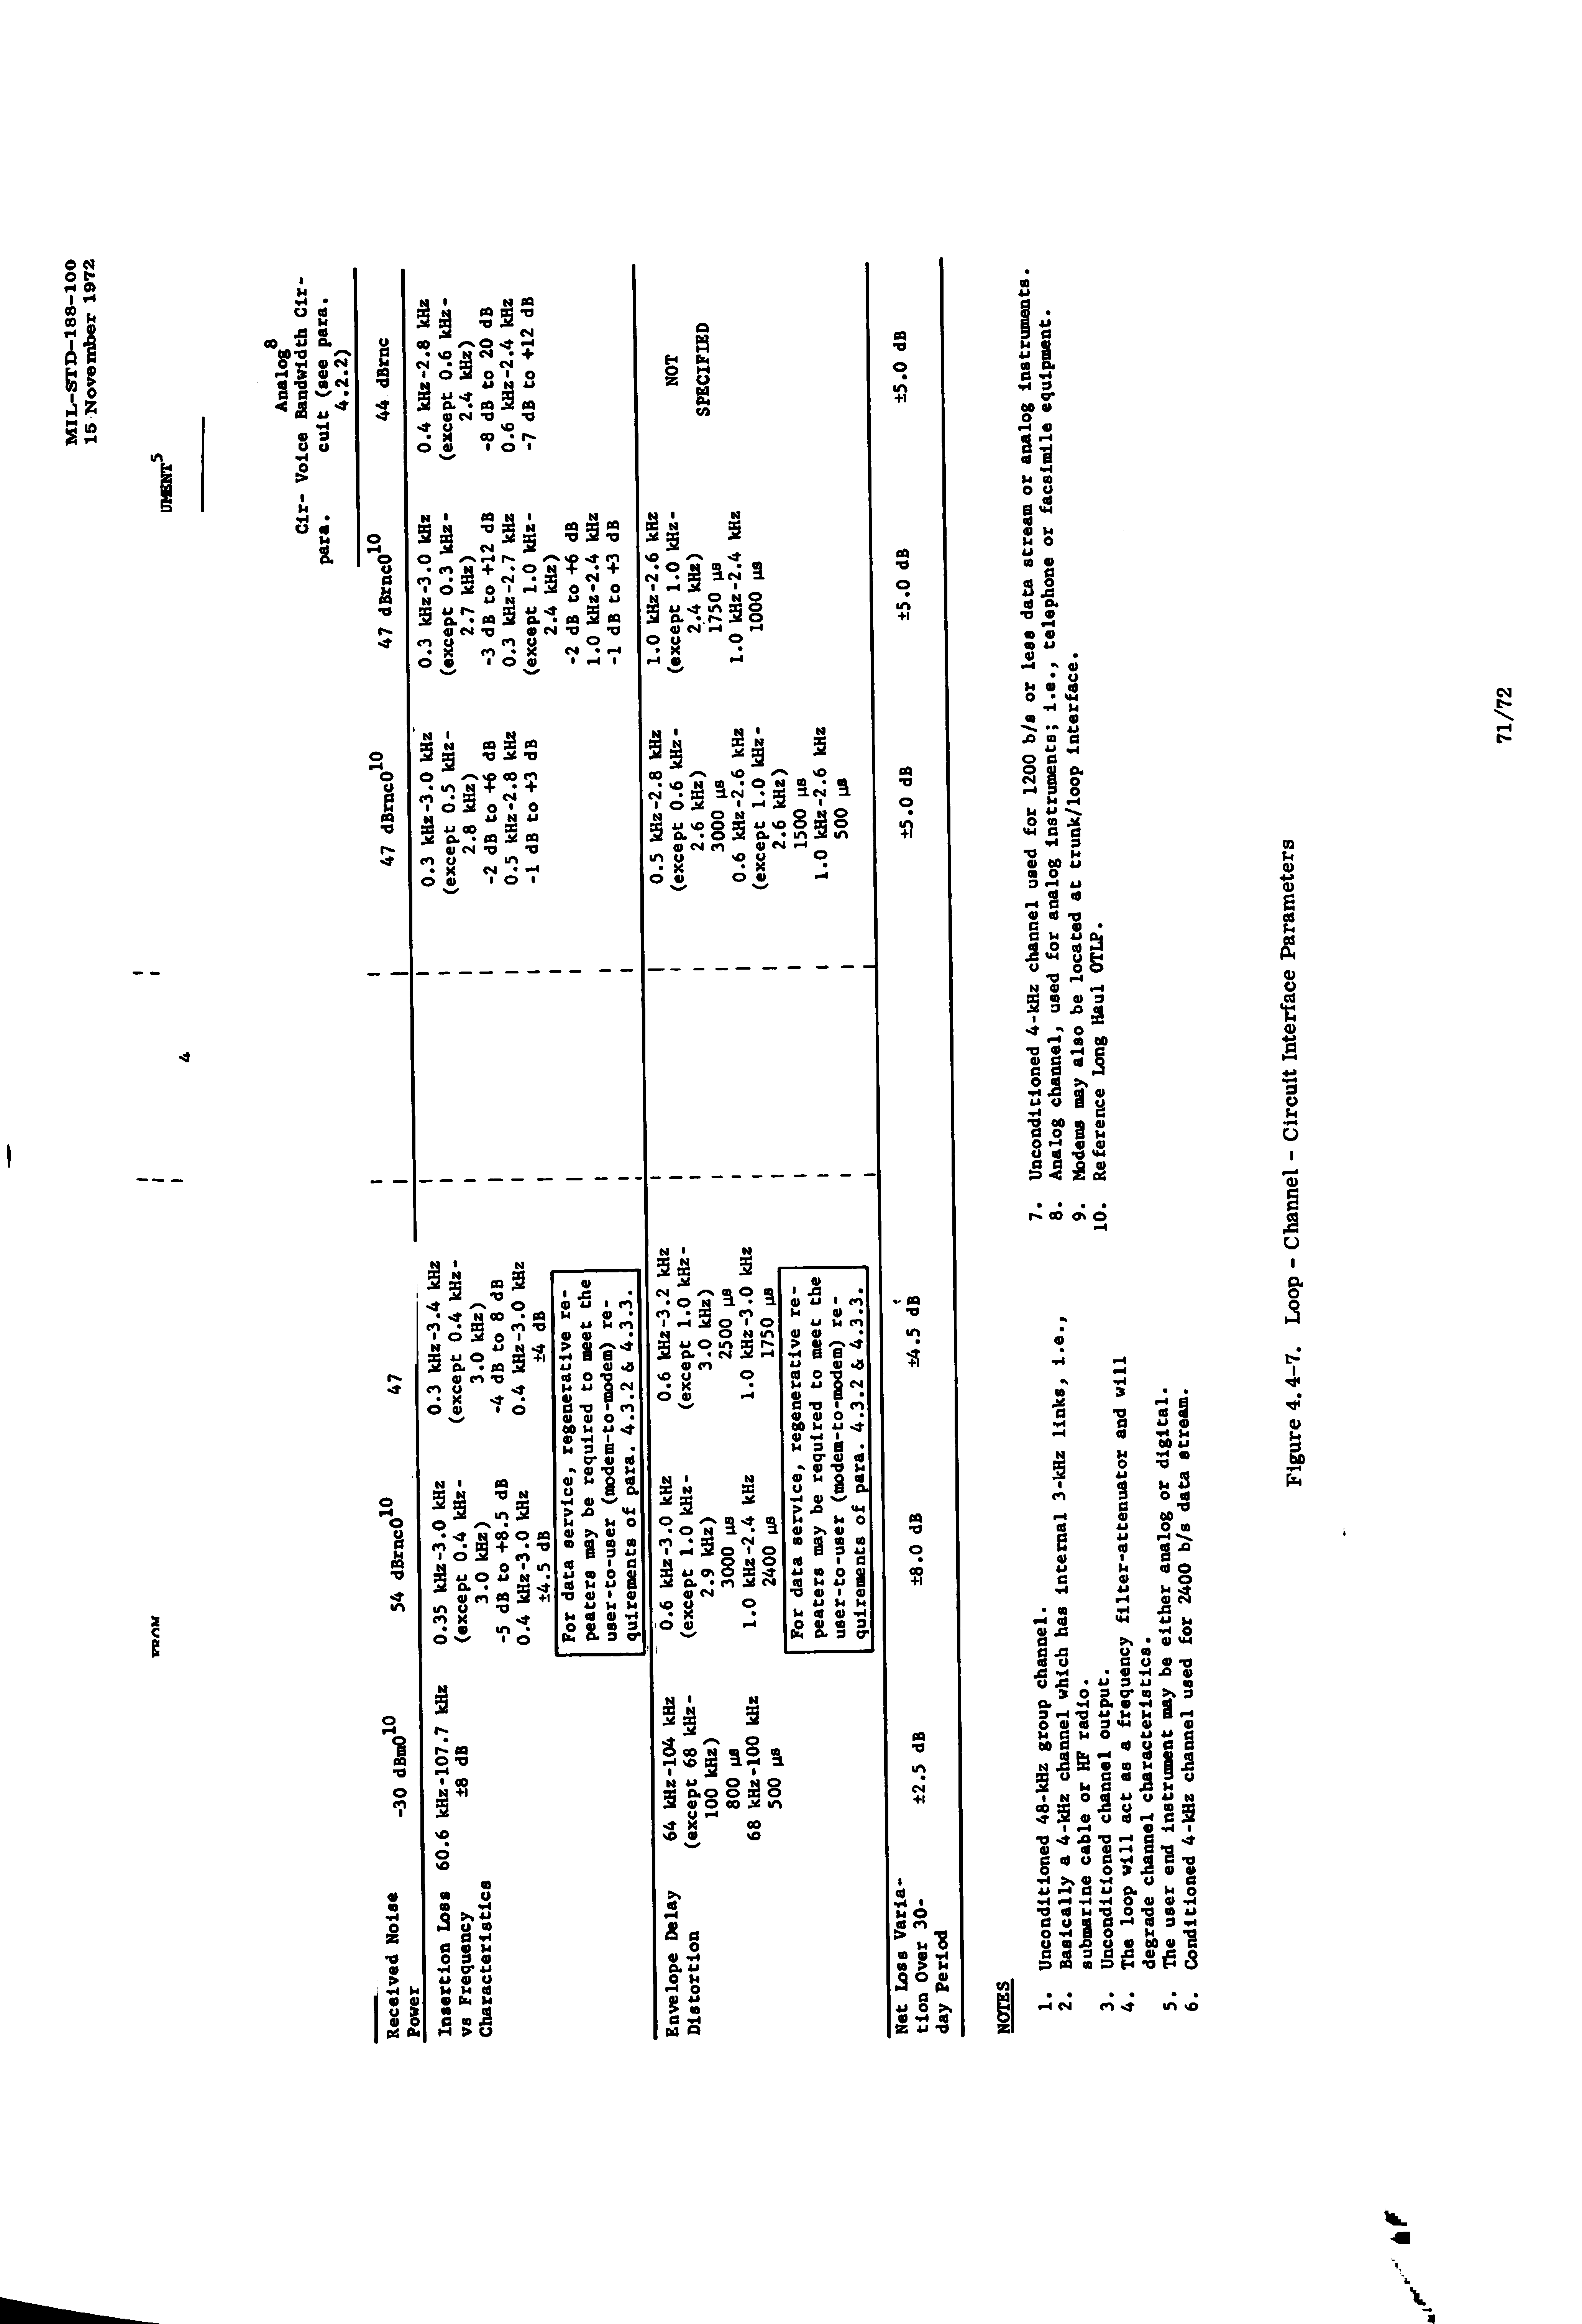 MIL-STD-188-100
15 November 1972
FROM
4
UMENT5
Analog8
Cir- Voice Bandwidth Cir-
para. cuit (see para.
4.2.2)
Received Noise
Power
-30 dBm010
54 dBrnc010
47
47 dBrnc010
47 dBrnc010
44 dBrnc
Insertion Loss
vs Frequency
Characteristics
60.6 kHz-107.7 kHz
±8 dB
0.35 kHz-3.0 kHz
(except 0.4 kHz-
3.0 kHz)
-5 dB to +8.5 dB
0.4 kHz-3.0 kHz
±4.5 dB
0.3 kHz-3.4 kHz
(except 0.4 kHz-
3.0 kHz)
-4 dB to 8 dB
0.4 kHz-3.0 kHz
±4 dB
For data service, regenerative re-
peaters may be required to meet the
user-to-user (modem-to-modem) re-
quirements of para. 4.3.2 & 4.3.3.
0.3 kHz-3.0 kHz
(except 0.5 kHz-
2.8 kHz)
-2 dB to +6 dB
0.5 kHz-2.8 kHz
-1 dB to +3 dB
0.3 kHz-3.0 kHz
(except 0.3 kHz-
2.7 kHz)
-3 dB to +12 dB
0.3 kHz-2.7 kHz
(except 1.0 kHz-
2.4 kHz)
-2 dB to +6 dB
1.0 kHz-2.4 kHz
-1 dB to +3 dB
0.4 kHz-2.8 kHz
(except 0.6 kHz-
2.4 kHz)
-8 dB to 20 dB
0.6 kHz-2.4 kHz
-7 dB to +12 dB
Envelope Delay
Distortion
64 kHz-104 kHz
(except 68 kHz-
100 kHz)
800 µs
68 kHz-100 kHz
500 µs
0.6 kHz-3.0 kHz
(except 1.0 kHz-
2.9 kHz)
3000 µs
1.0 kHz-2.4 kHz
2400 µs
0.6 kHz-3.2 kHz
(except 1.0 kHz-
3.0 kHz)
2500 µs
1.0 kHz-3.0 kHz
1750 µs
For data service, regenerative re-
peaters may be required to meet the
user-to-user (modem-to-modem) re-
quirements of para. 4.3.2 & 4.3.3.
0.5 kHz-2.8 kHz
(except 0.6 kHz-
2.6 kHz)
3000 µs
0.6 kHz-2.6 kHz
(except 1.0 kHz-
2.6 kHz)
1500 µs
1.0 kHz-2.6 kHz
500 µs
1.0 kHz-2.6 kHz
(except 1.0 kHz-
2.4 kHz)
1750 µs
1.0 kHz-2.4 kHz
1000 µs
NOT
SPECIFIED
Net Loss Varia-
tion Over 30-
day Period
±2.5 dB
±8.0 dB
±4.5 dB
±5.0 dB
±5.0 dB
±5.0 dB
NOTES
1. Unconditioned 48-kHz group channel.
2. Basically a 4-kHz channel which has internal 3-kHz links, i.e.,
submarine cable or HF radio.
3. Unconditioned channel output.
4. The loop will act as a frequency filter-attenuator and will
degrade channel characteristics.
5. The user end instrument may be either analog or digital.
6. Conditioned 4-kHz channel used for 2400 b/s data stream.
7. Unconditioned 4-kHz channel used for 1200 b/s or less data stream or analog instruments.
8. Analog channel, used for analog instruments; i.e., telephone or facsimile equipment.
9. Modems may also be located at trunk/loop interface.
10. Reference Long Haul OTLP.
Figure 4.4-7. Loop - Channel - Circuit Interface Parameters
71/72